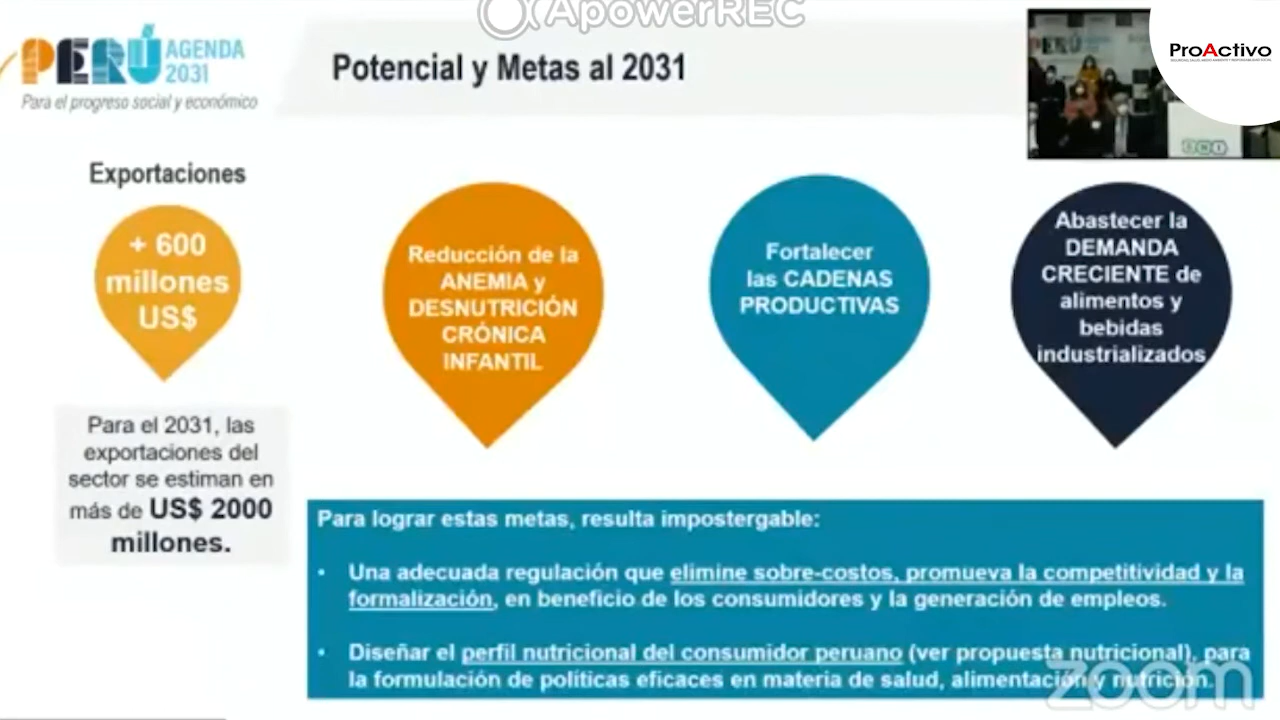 ApowerREC
PERÚ AGENDA
2031
Para el progreso social y económico
Potencial y Metas al 2031
ProActivo
SNI
Exportaciones
+ 600
millones
US$
Para el 2031, las
exportaciones del
sector se estiman en
más de US$ 2000
millones.
Reducción de la
ANEMIA y
DESNUTRICIÓN
CRÓNICA
INFANTIL
Fortalecer
las CADENAS
PRODUCTIVAS
Abastecer la
DEMANDA
CRECIENTE de
alimentos y
bebidas
industrializados
Para lograr estas metas, resulta impostergable:
• Una adecuada regulación que elimine sobre-costos, promueva la competitividad y la
formalización, en beneficio de los consumidores y la generación de empleos.
• Diseñar el perfil nutricional del consumidor peruano (ver propuesta nutricional), para
la formulación de políticas eficaces en materia de salud, alimentación y nutrición.
zoom